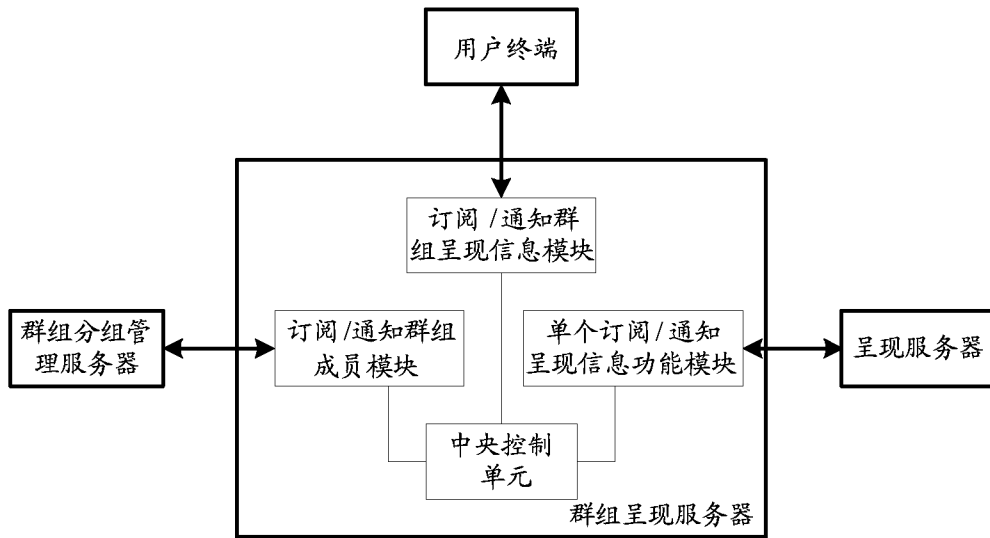 用户终端
订阅/通知群
组呈现信息模块
群组分组管
理服务器
订阅/通知群组
成员模块
单个订阅/通知
呈现信息功能模块
呈现服务器
中央控制
单元
群组呈现服务器